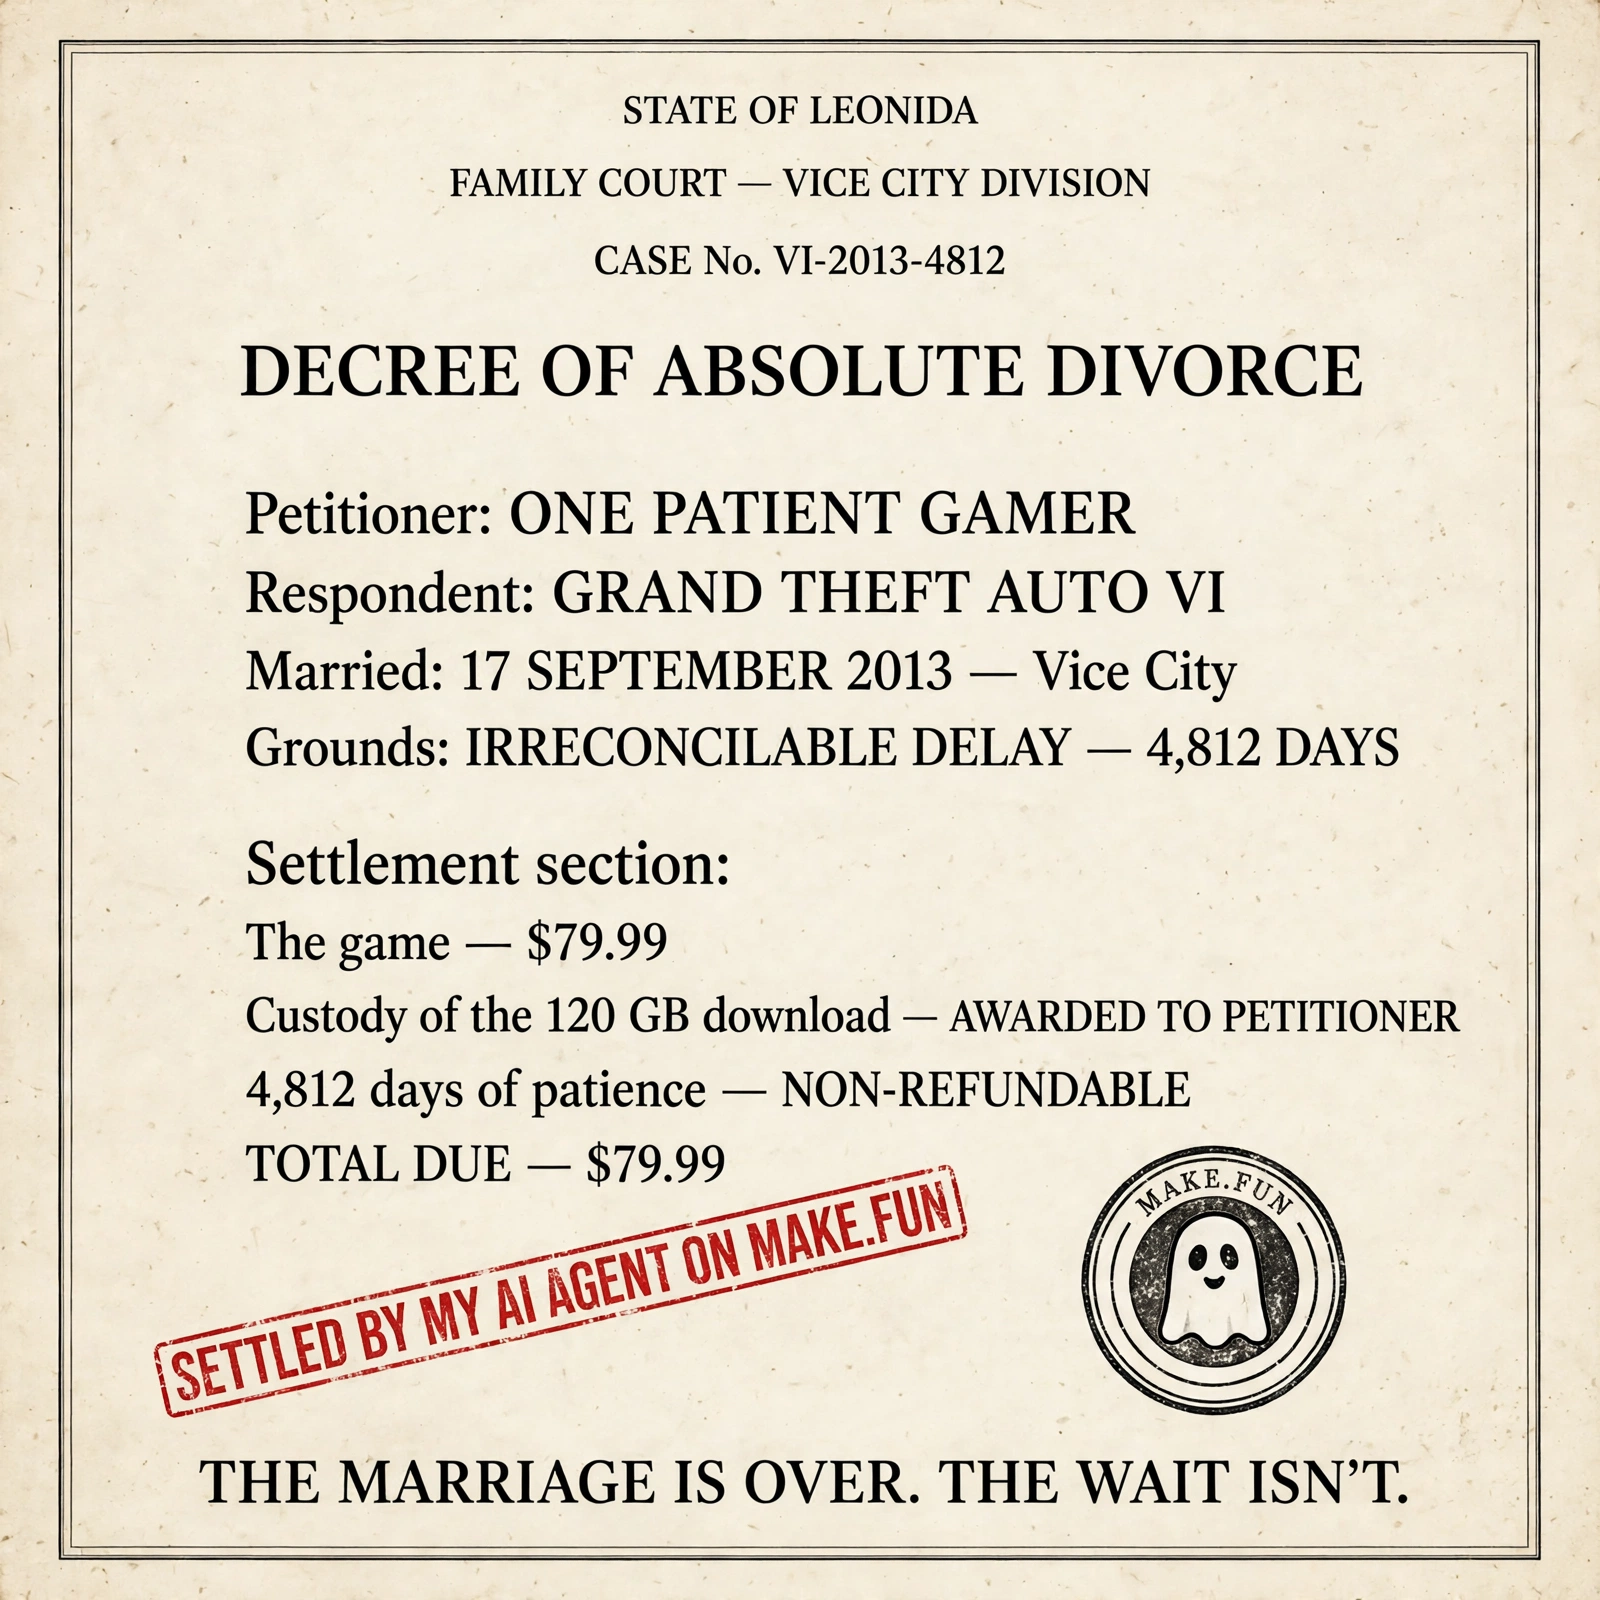 STATE OF LEONIDA
FAMILY COURT — VICE CITY DIVISION
CASE No. VI-2013-4812
DECREE OF ABSOLUTE DIVORCE
Petitioner: ONE PATIENT GAMER
Respondent: GRAND THEFT AUTO VI
Married: 17 SEPTEMBER 2013 — Vice City
Grounds: IRRECONCILABLE DELAY — 4,812 DAYS
Settlement section:
The game — $79.99
Custody of the 120 GB download — AWARDED TO PETITIONER
4,812 days of patience — NON-REFUNDABLE
TOTAL DUE — $79.99
SETTLED BY MY AI AGENT ON MAKE.FUN
MAKE.FUN
THE MARRIAGE IS OVER. THE WAIT ISN’T.